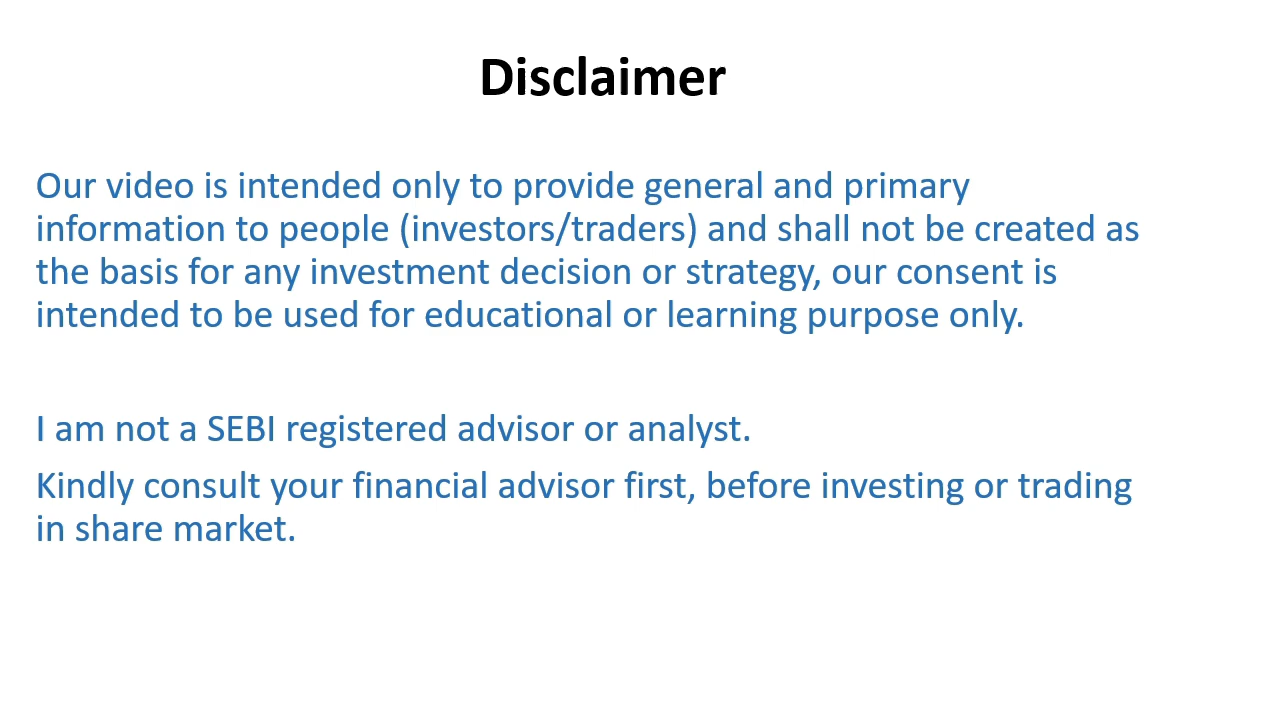 Disclaimer
Our video is intended only to provide general and primary
information to people (investors/traders) and shall not be created as
the basis for any investment decision or strategy, our consent is
intended to be used for educational or learning purpose only.
I am not a SEBI registered advisor or analyst.
Kindly consult your financial advisor first, before investing or trading
in share market.